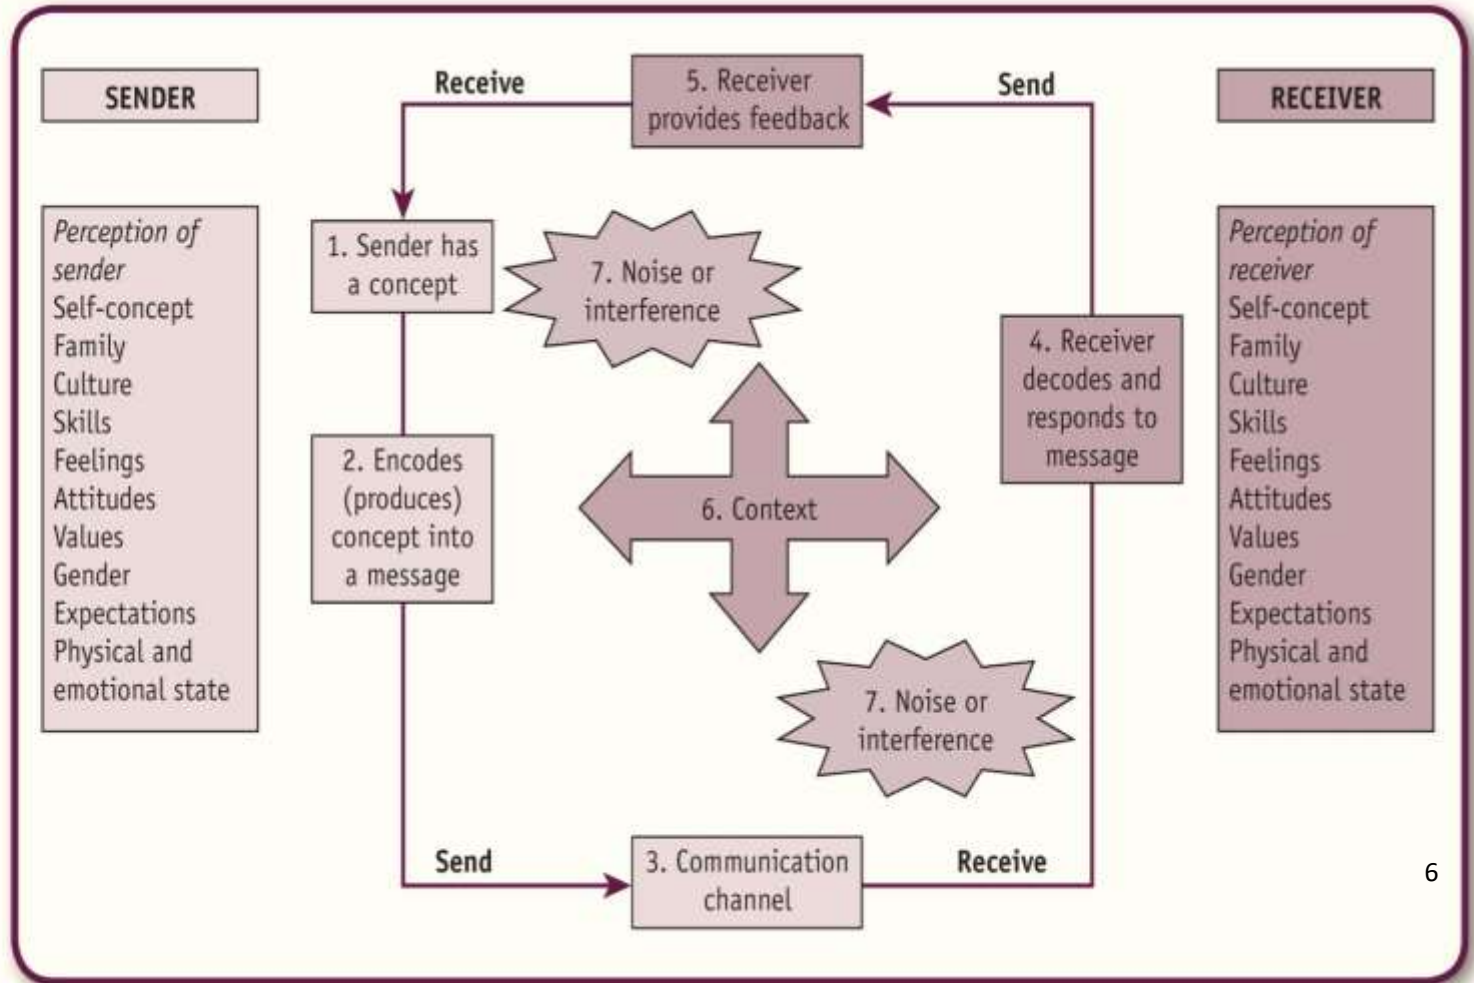 SENDER
Perception of
sender
Self-concept
Family
Culture
Skills
Feelings
Attitudes
Values
Gender
Expectations
Physical and
emotional state
Receive
5. Receiver
provides feedback
Send
1. Sender has
a concept
7. Noise or
interference
2. Encodes
(produces)
concept into
a message
6. Context
4. Receiver
decodes and
responds to
message
7. Noise or
interference
Send
3. Communication
channel
Receive
RECEIVER
Perception of
receiver
Self-concept
Family
Culture
Skills
Feelings
Attitudes
Values
Gender
Expectations
Physical and
emotional state
6